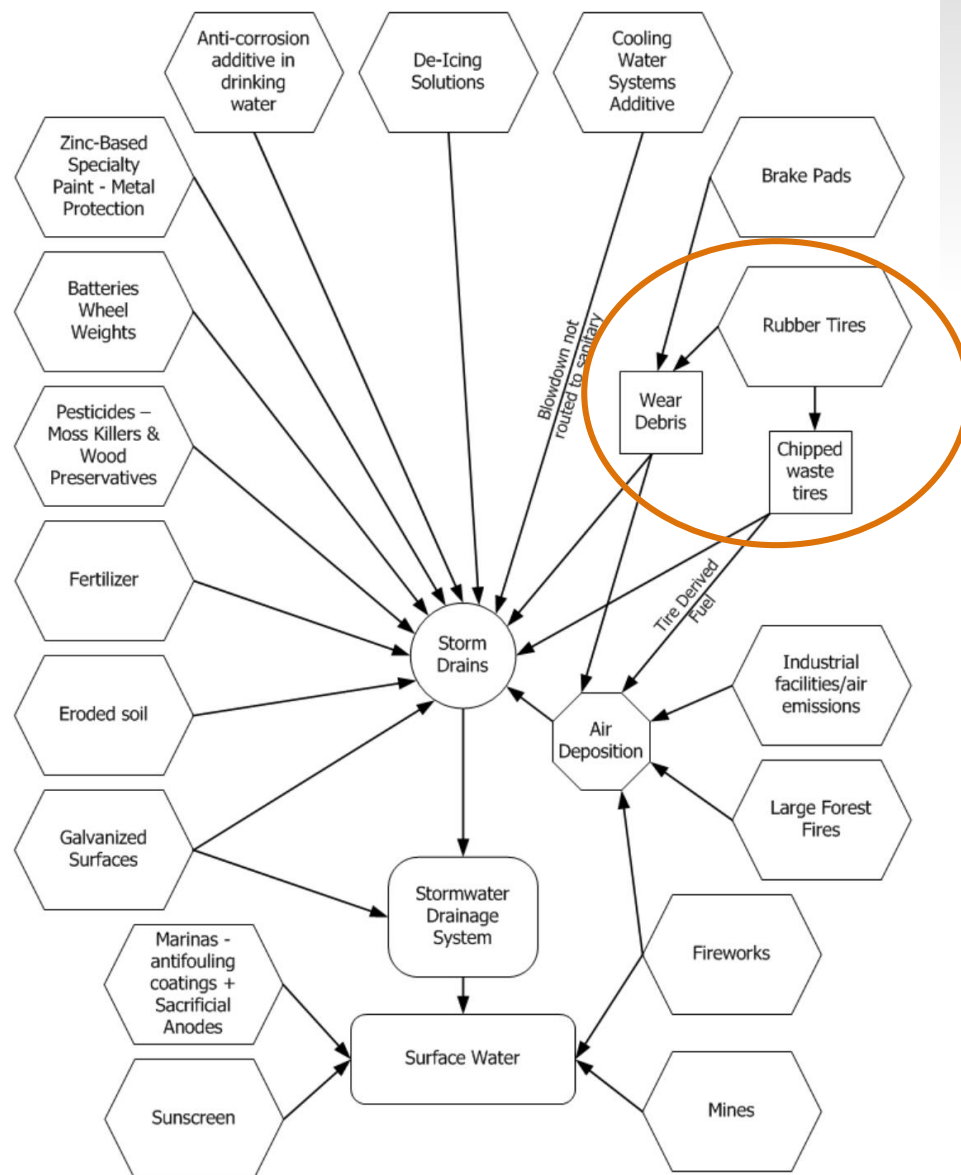 Anti-corrosion
additive in
drinking
water
De-Icing
Solutions
Cooling
Water
Systems
Additive
Zinc-Based
Specialty
Paint - Metal
Protection
Brake Pads
Batteries
Wheel
Weights
Rubber Tires
Blowdown not
routed to sanitary
Wear
Debris
Pesticides –
Moss Killers &
Wood
Preservatives
Chipped
waste
tires
Fertilizer
Tire Derived
Fuel
Storm
Drains
Industrial
facilities/air
emissions
Eroded soil
Air
Deposition
Large Forest
Fires
Galvanized
Surfaces
Stormwater
Drainage
System
Marinas -
antifouling
coatings +
Sacrificial
Anodes
Fireworks
Surface Water
Sunscreen
Mines